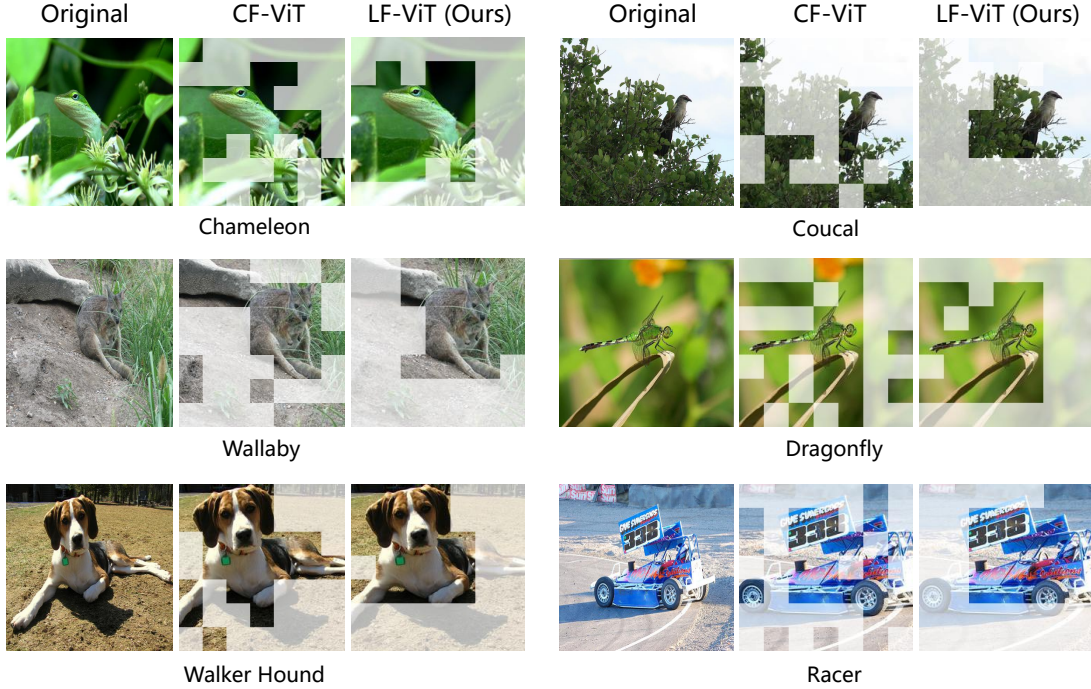 Original CF-ViT LF-ViT (Ours) Original CF-ViT LF-ViT (Ours)
Chameleon Coucal
Wallaby Dragonfly
338 338 338
Walker Hound Racer